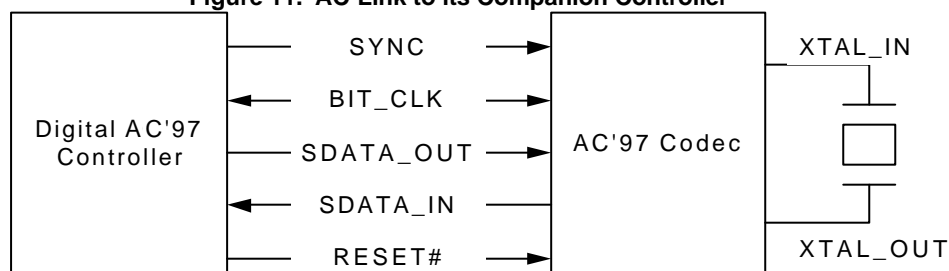 Figure 11. AC-Link to its Companion Controller
SYNC
XTAL_IN
BIT_CLK
Digital AC'97
Controller
SDATA_OUT
AC'97 Codec
SDATA_IN
RESET#
XTAL_OUT